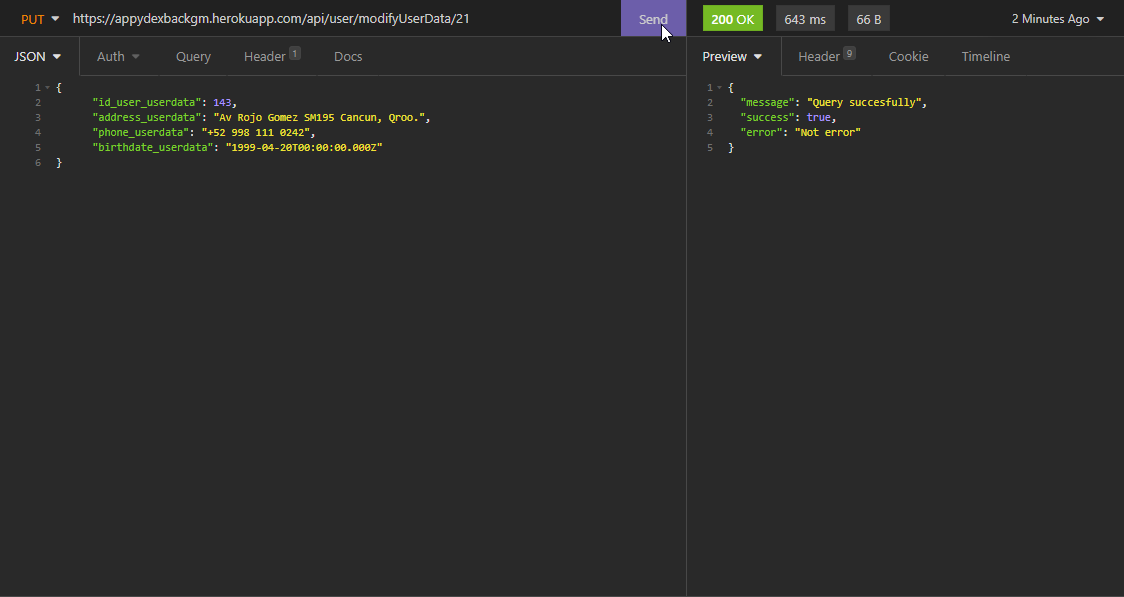 PUT https://appydexbackgm.herokuapp.com/api/user/modifyUserData/21 Send 200 OK 643 ms 66 B 2 Minutes Ago
JSON Auth Query Header 1 Docs Preview Header 9 Cookie Timeline
1 {
2 "id_user_userdata": 143,
3 "address_userdata": "Av Rojo Gomez SM195 Cancun, Qroo.",
4 "phone_userdata": "+52 998 111 0242",
5 "birthdate_userdata": "1999-04-20T00:00:00.000Z"
6 }
1 {
2 "message": "Query succesfully",
3 "success": true,
4 "error": "Not error"
5 }